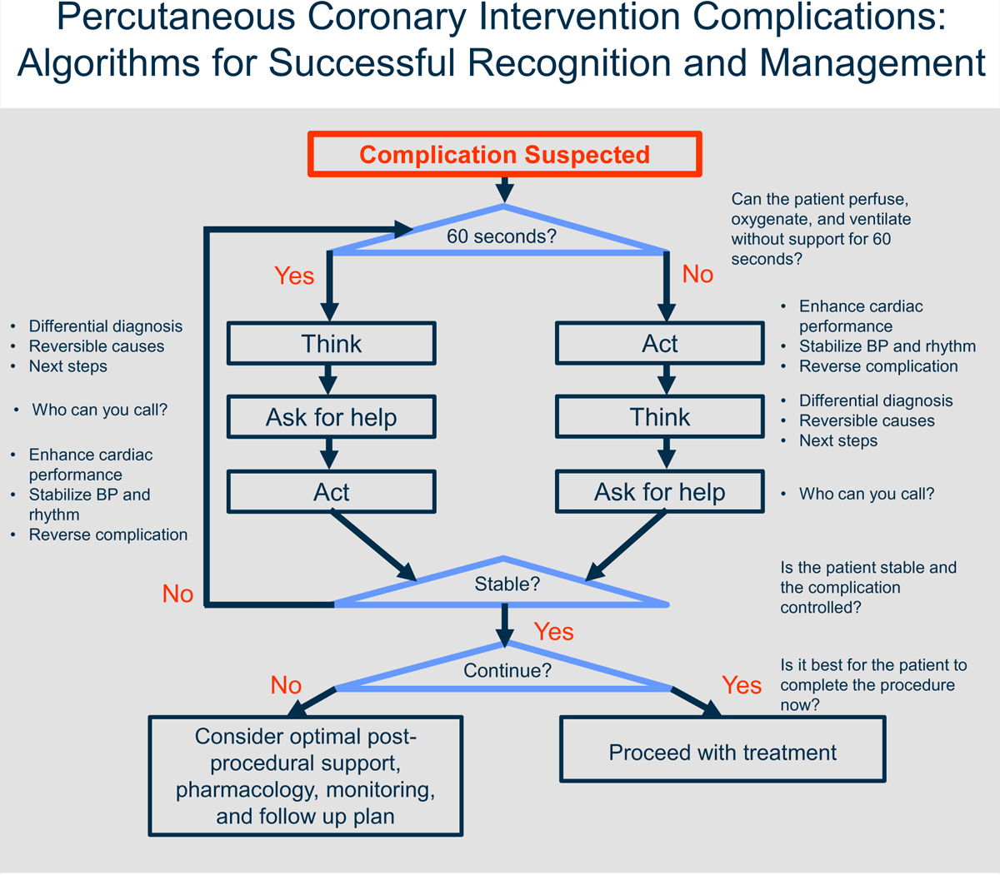 Percutaneous Coronary Intervention Complications:
Algorithms for Successful Recognition and Management
Complication Suspected
60 seconds?
Can the patient perfuse,
oxygenate, and ventilate
without support for 60
seconds?
Yes
No
• Differential diagnosis
• Reversible causes
• Next steps
Think
Act
• Enhance cardiac
performance
• Stabilize BP and rhythm
• Reverse complication
• Who can you call?
Ask for help
Think
• Differential diagnosis
• Reversible causes
• Next steps
• Enhance cardiac
performance
• Stabilize BP and
rhythm
• Reverse complication
Act
Ask for help
• Who can you call?
Stable?
Is the patient stable and
the complication
controlled?
No
Yes
Continue?
Is it best for the patient to
complete the procedure
now?
No
Yes
Consider optimal post-
procedural support,
pharmacology, monitoring,
and follow up plan
Proceed with treatment